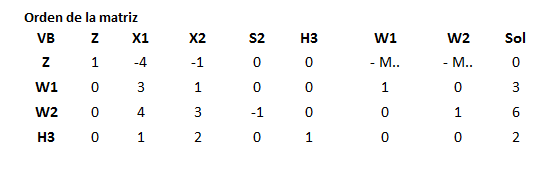 Orden de la matriz
VB Z X1 X2 S2 H3 W1 W2 Sol
Z 1 -4 -1 0 0 - M.. - M.. 0
W1 0 3 1 0 0 1 0 3
W2 0 4 3 -1 0 0 1 6
H3 0 1 2 0 1 0 0 2